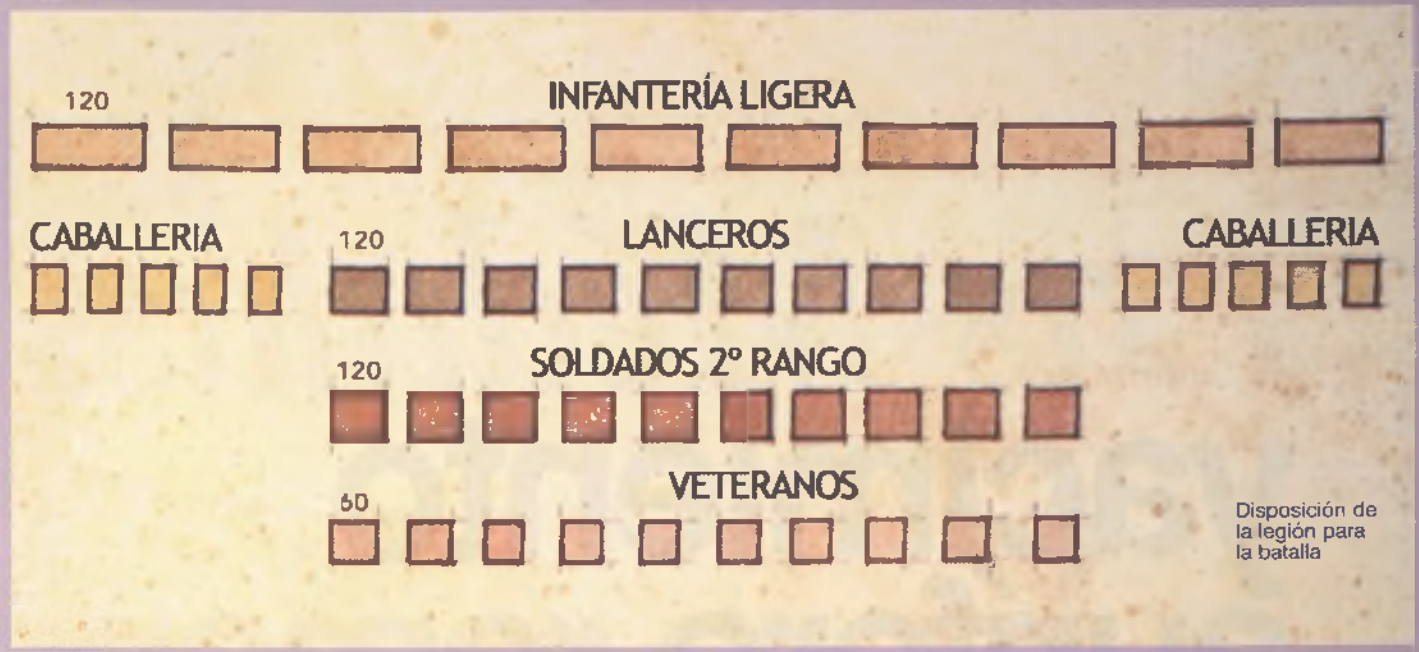 120
INFANTERÍA LIGERA
CABALLERIA
120
LANCEROS
CABALLERIA
120
SOLDADOS 2º RANGO
60
VETERANOS
Disposición de
la legión para
la batalla